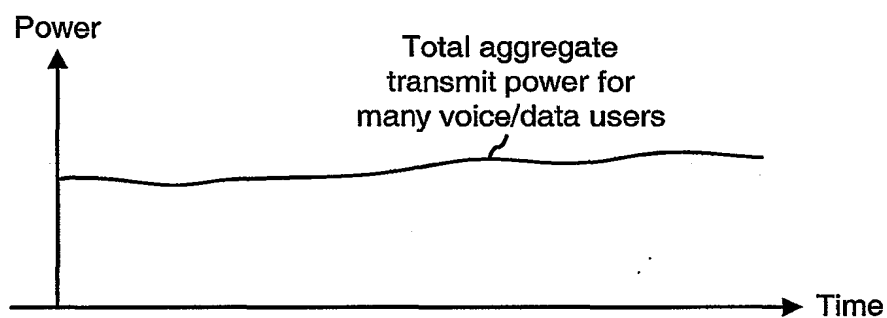 Power
Total aggregate
transmit power for
many voice/data users
Time